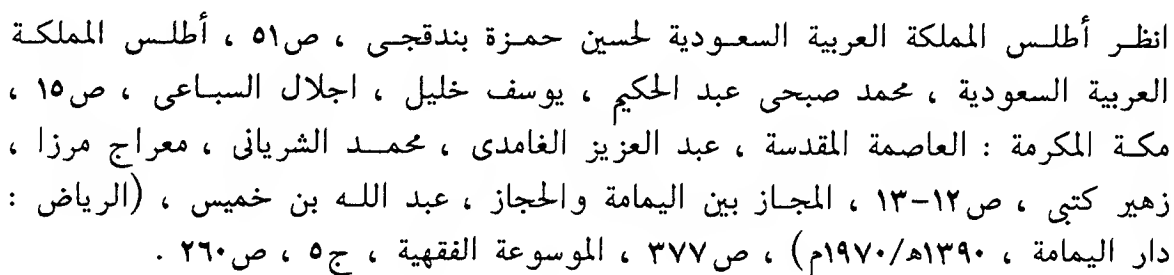 انظر أطلس المملكة العربية السعودية لحسين حمزة بندقجى ، ص٥١ ، أطلس المملكة
العربية السعودية ، محمد صبحى عبد الحكيم ، يوسف خليل ، اجلال السباعى ، ص١٥ ،
مكة المكرمة : العاصمة المقدسة ، عبد العزيز الغامدى ، محمد الشريانى ، معراج مرزا ،
زهير كتبى ، ص١٢-١٣ ، المجاز بين اليمامة والحجاز ، عبد الله بن خميس ، (الرياض :
دار اليمامة ، ١٣٩٠ه/١٩٧٠م) ، ص٣٧٧ ، الموسوعة الفقهية ، ج٥ ، ص٢٦٠ .